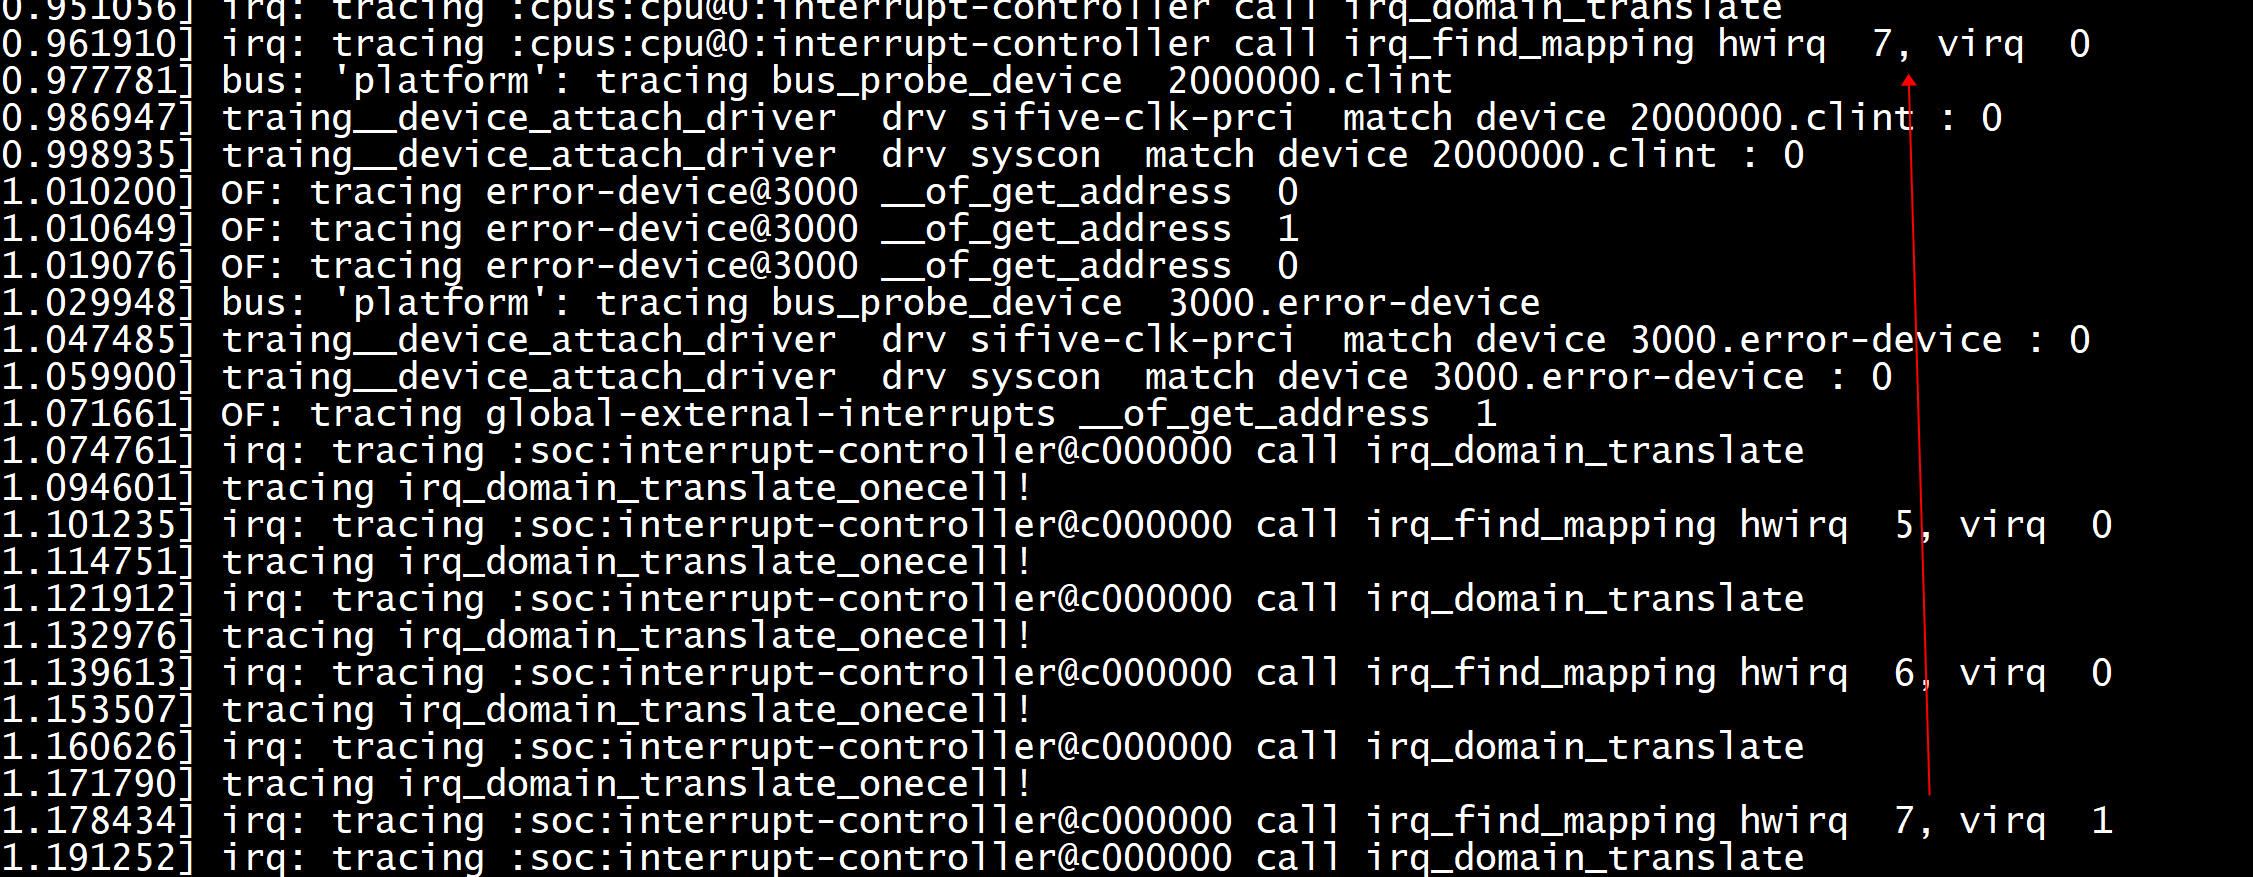 0.951056] irq: tracing :cpus:cpu@0:interrupt-controller call irq_domain_translate
0.961910] irq: tracing :cpus:cpu@0:interrupt-controller call irq_find_mapping hwirq  7, virq  0
0.977781] bus: 'platform': tracing bus_probe_device  2000000.clint
0.986947] traing__device_attach_driver  drv sifive-clk-prci  match device 2000000.clint : 0
0.998935] traing__device_attach_driver  drv syscon  match device 2000000.clint : 0
1.010200] OF: tracing error-device@3000 __of_get_address  0
1.010649] OF: tracing error-device@3000 __of_get_address  1
1.019076] OF: tracing error-device@3000 __of_get_address  0
1.029948] bus: 'platform': tracing bus_probe_device  3000.error-device
1.047485] traing__device_attach_driver  drv sifive-clk-prci  match device 3000.error-device : 0
1.059900] traing__device_attach_driver  drv syscon  match device 3000.error-device : 0
1.071661] OF: tracing global-external-interrupts __of_get_address  1
1.074761] irq: tracing :soc:interrupt-controller@c000000 call irq_domain_translate
1.094601] tracing irq_domain_translate_onecell!
1.101235] irq: tracing :soc:interrupt-controller@c000000 call irq_find_mapping hwirq  5, virq  0
1.114751] tracing irq_domain_translate_onecell!
1.121912] irq: tracing :soc:interrupt-controller@c000000 call irq_domain_translate
1.132976] tracing irq_domain_translate_onecell!
1.139613] irq: tracing :soc:interrupt-controller@c000000 call irq_find_mapping hwirq  6, virq  0
1.153507] tracing irq_domain_translate_onecell!
1.160626] irq: tracing :soc:interrupt-controller@c000000 call irq_domain_translate
1.171790] tracing irq_domain_translate_onecell!
1.178434] irq: tracing :soc:interrupt-controller@c000000 call irq_find_mapping hwirq  7, virq  1
1.191252] irq: tracing :soc:interrupt-controller@c000000 call irq_domain_translate